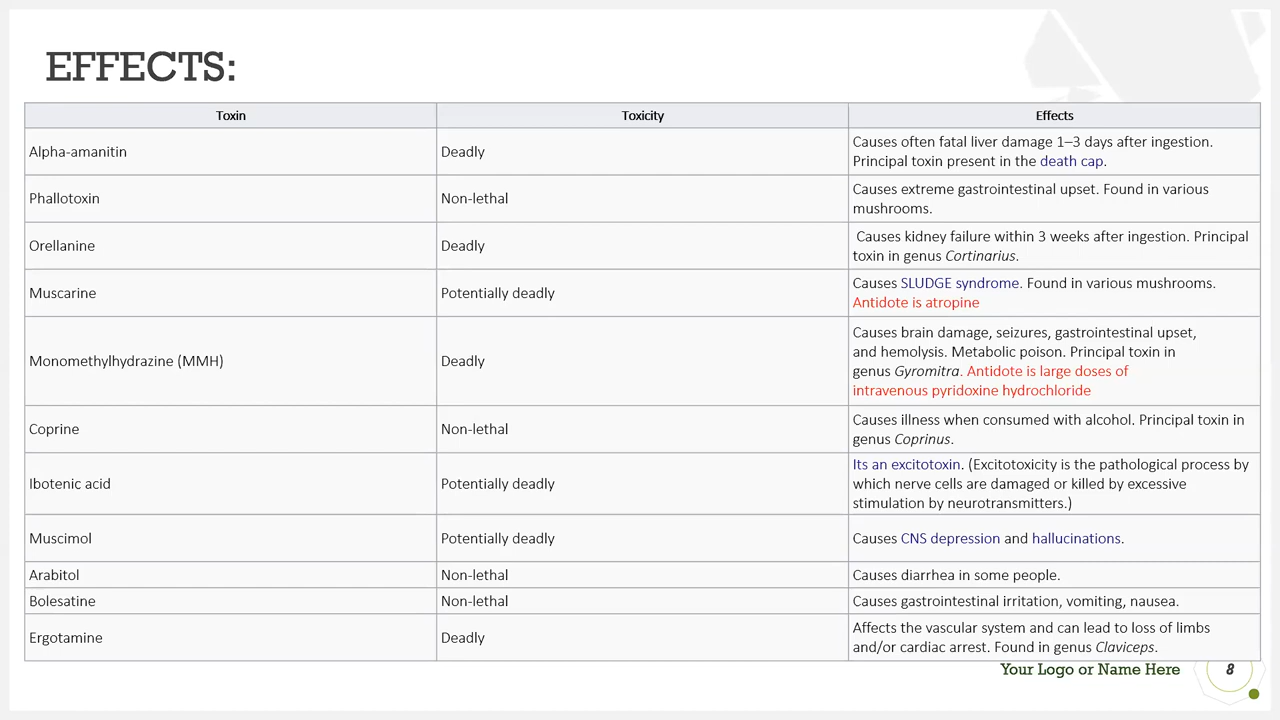 EFFECTS:
Toxin Toxicity Effects
Alpha-amanitin Deadly Causes often fatal liver damage 1–3 days after ingestion.
Principal toxin present in the death cap.
Phallotoxin Non-lethal Causes extreme gastrointestinal upset. Found in various
mushrooms.
Orellanine Deadly Causes kidney failure within 3 weeks after ingestion. Principal
toxin in genus Cortinarius.
Muscarine Potentially deadly Causes SLUDGE syndrome. Found in various mushrooms.
Antidote is atropine
Monomethylhydrazine (MMH) Deadly Causes brain damage, seizures, gastrointestinal upset,
and hemolysis. Metabolic poison. Principal toxin in
genus Gyromitra. Antidote is large doses of
intravenous pyridoxine hydrochloride
Coprine Non-lethal Causes illness when consumed with alcohol. Principal toxin in
genus Coprinus.
Ibotenic acid Potentially deadly Its an excitotoxin. (Excitotoxicity is the pathological process by
which nerve cells are damaged or killed by excessive
stimulation by neurotransmitters.)
Muscimol Potentially deadly Causes CNS depression and hallucinations.
Arabitol Non-lethal Causes diarrhea in some people.
Bolesatine Non-lethal Causes gastrointestinal irritation, vomiting, nausea.
Ergotamine Deadly Affects the vascular system and can lead to loss of limbs
and/or cardiac arrest. Found in genus Claviceps.
Your Logo or Name Here 8